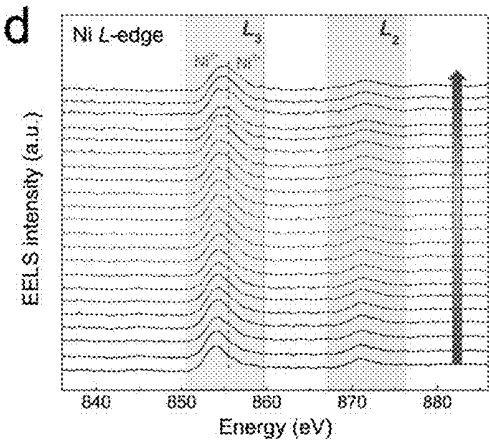 d
Ni L-edge
L3
L2
EELS intensity (a.u.)
840 850 860 870 880
Energy (eV)